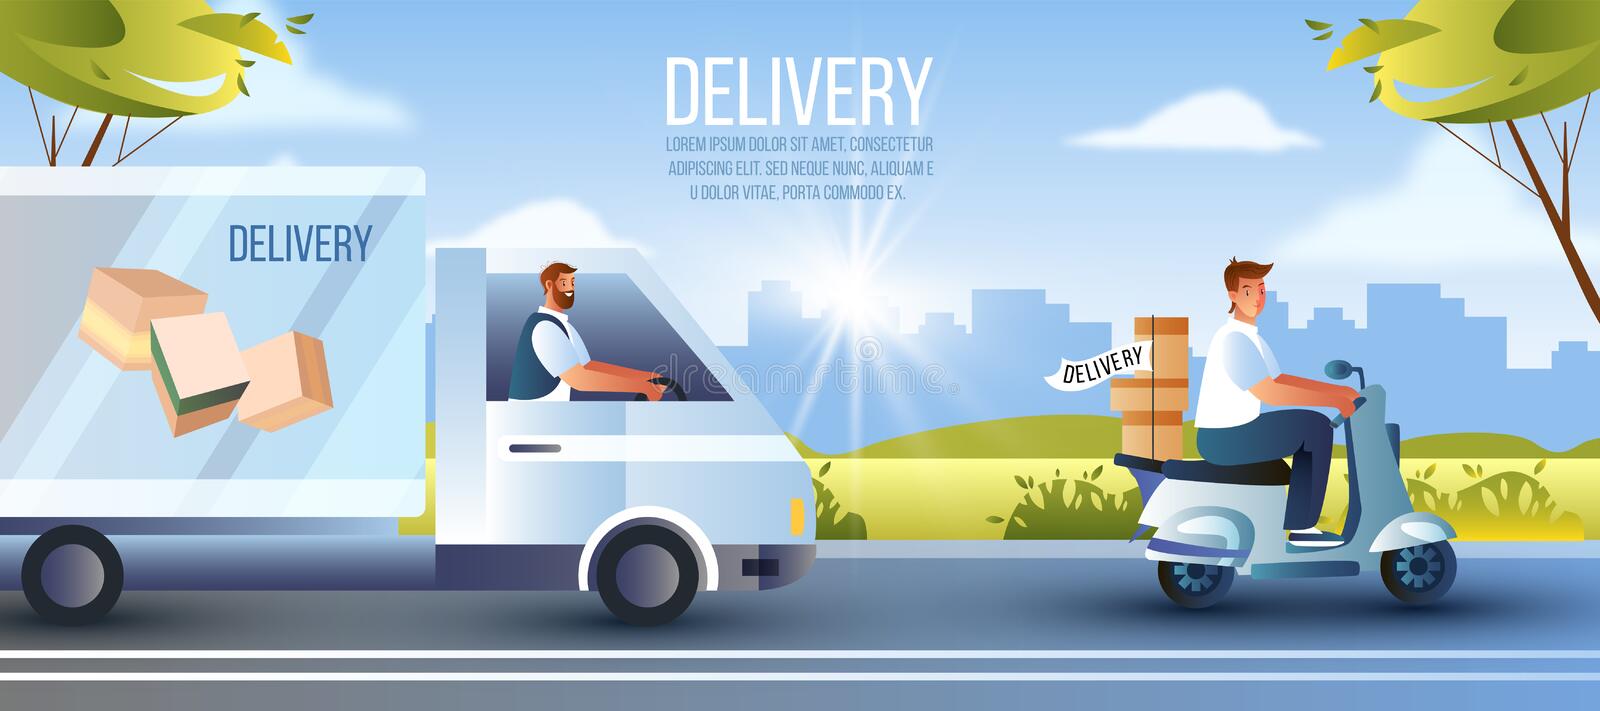 DELIVERY
LOREM IPSUM DOLOR SIT AMET, CONSECTETUR
ADIPISCING ELIT. SED NEQUE NUNC, ALIQUAM E
U DOLOR VITAE, PORTA COMMODO EX.
DELIVERY
DELIVERY
dreamstime